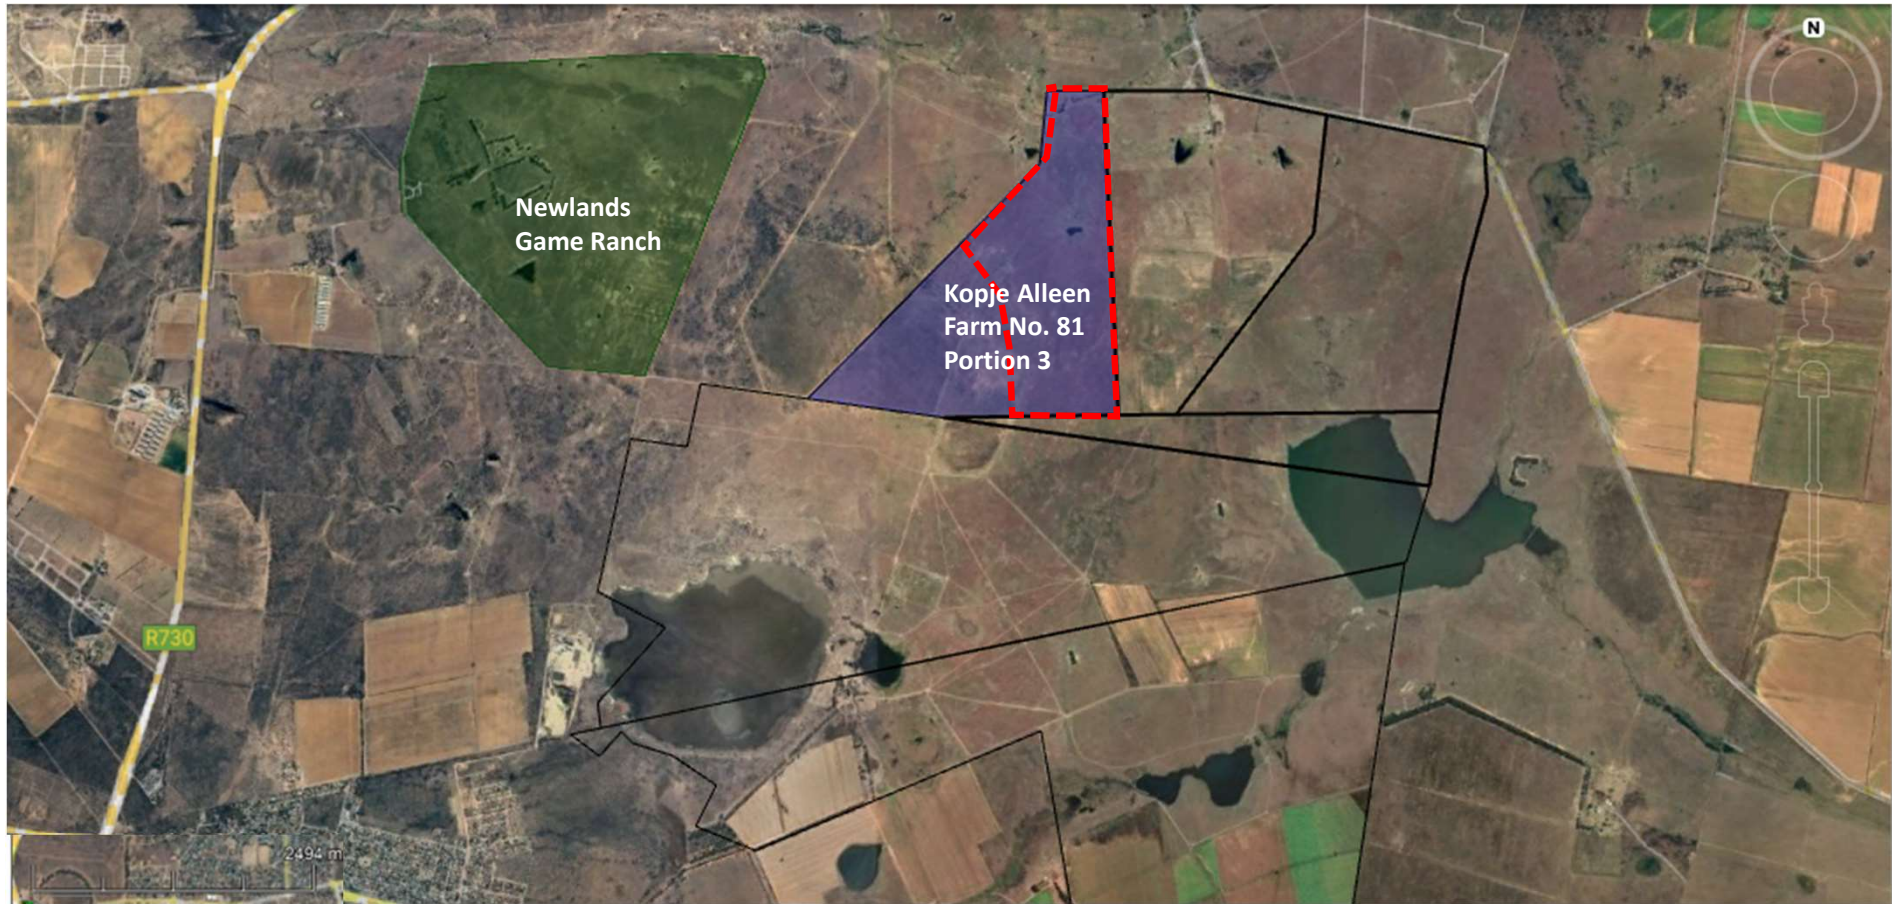 N
Newlands
Game Ranch
Kopje Alleen
Farm No. 81
Portion 3
R730
2494 m